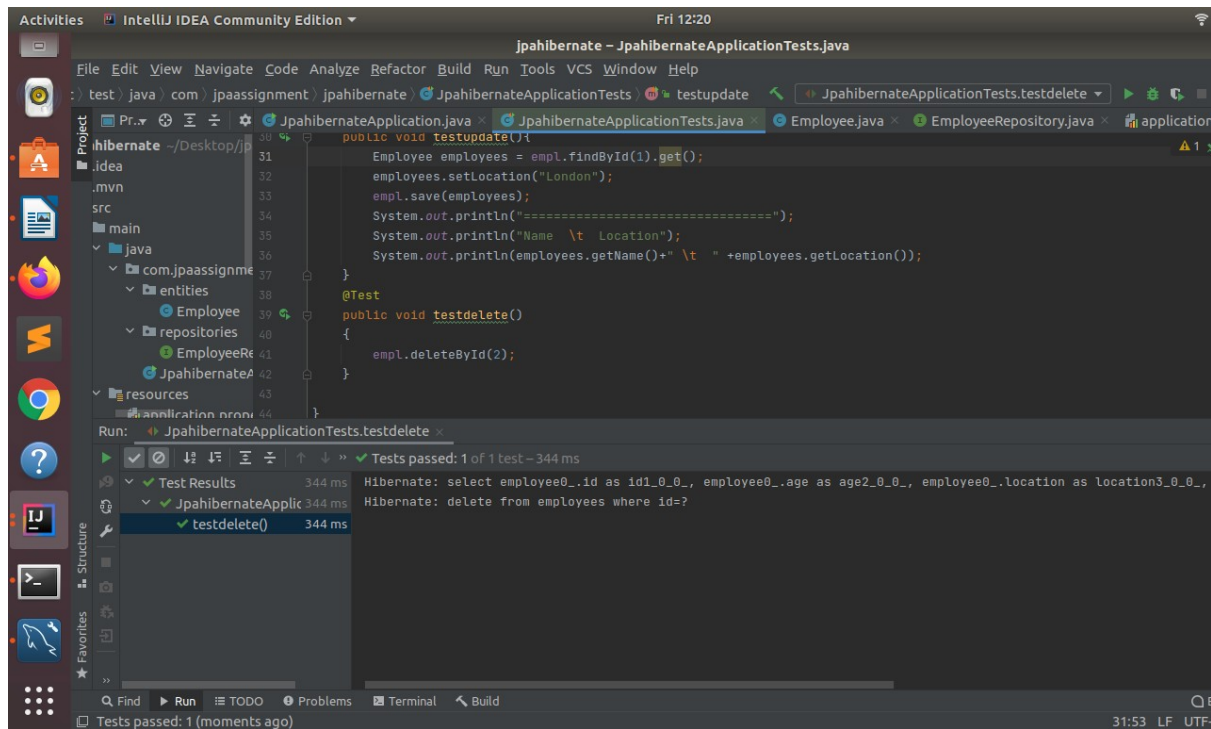 Activities IntelliJ IDEA Community Edition Fri 12:20
jpahibernate – JpahibernateApplicationTests.java
File Edit View Navigate Code Analyze Refactor Build Run Tools VCS Window Help
test java com jpaassignment jpahibernate JpahibernateApplicationTests testupdate JpahibernateApplicationTests.testdelete
Project Pr... JpahibernateApplication.java JpahibernateApplicationTests.java Employee.java EmployeeRepository.java application
hibernate ~/Desktop/jp 30 public void testupdate(){
.idea 31 Employee employees = empl.findById(1).get(); 1
.mvn 32 employees.setLocation("London");
src 33 empl.save(employees);
main 34 System.out.println("=================================");
java 35 System.out.println("Name \t Location");
com.jpaassignme 36 System.out.println(employees.getName()+" \t " +employees.getLocation());
37 }
entities 38 @Test
Employee 39 public void testdelete()
repositories 40 {
EmployeeRe 41 empl.deleteById(2);
JpahibernateA 42 }
resources 43
application.prope 44 }
Run: JpahibernateApplicationTests.testdelete
Tests passed: 1 of 1 test – 344 ms
Test Results 344 ms Hibernate: select employee0_.id as id1_0_0_, employee0_.age as age2_0_0_, employee0_.location as location3_0_0_,
JpahibernateApplic 344 ms Hibernate: delete from employees where id=?
testdelete() 344 ms
Structure
Favorites
Find Run TODO Problems Terminal Build
Tests passed: 1 (moments ago) 31:53 LF UTF-